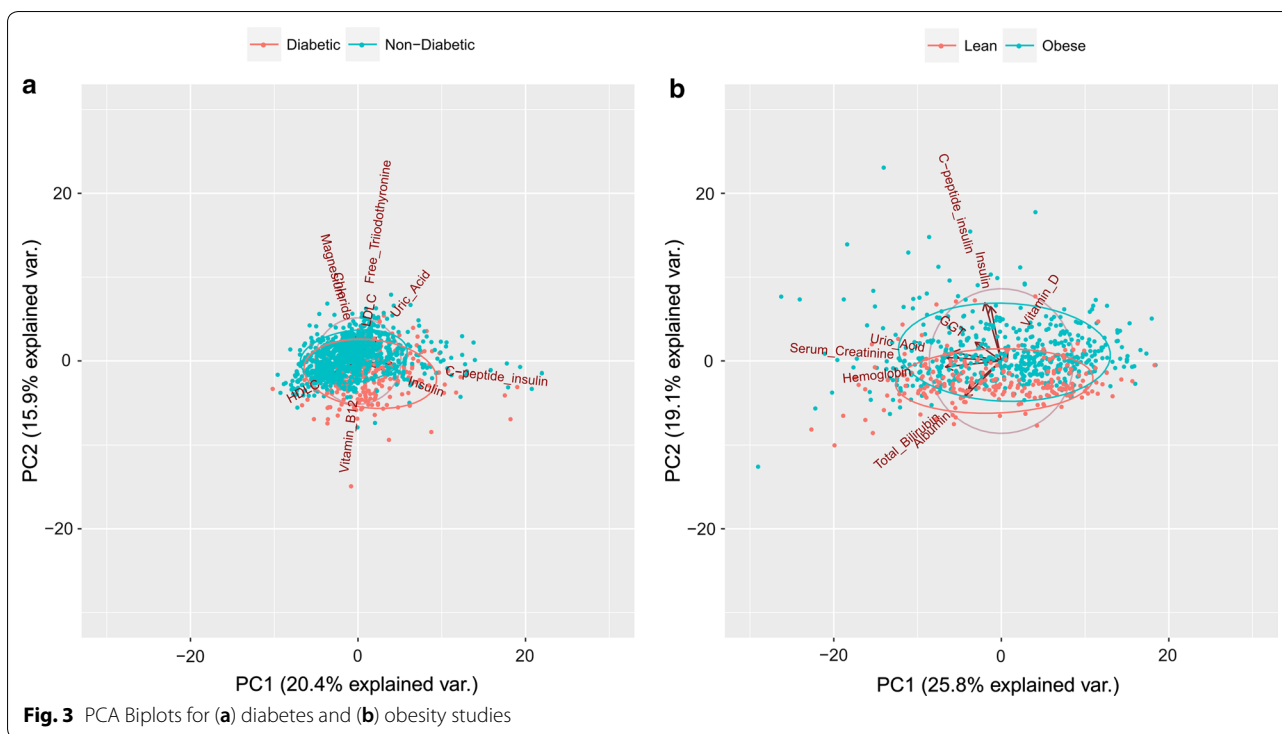 Diabetic Non−Diabetic
Lean Obese
a
b
PC2 (15.9% explained var.)
20
0
−20
Magnesium
Chloride
LDLC
Free_Triiodothyronine
Uric_Acid
HDLC
Vitamin_B12
Insulin
C−peptide_insulin
−20 0 20
PC1 (20.4% explained var.)
PC2 (19.1% explained var.)
20
0
−20
C−peptide_insulin
Insulin
Vitamin_D
GGT
Uric_Acid
Serum_Creatinine
Hemoglobin
Total_Bilirubin
Albumin
−20 0 20
PC1 (25.8% explained var.)
Fig. 3 PCA Biplots for (a) diabetes and (b) obesity studies